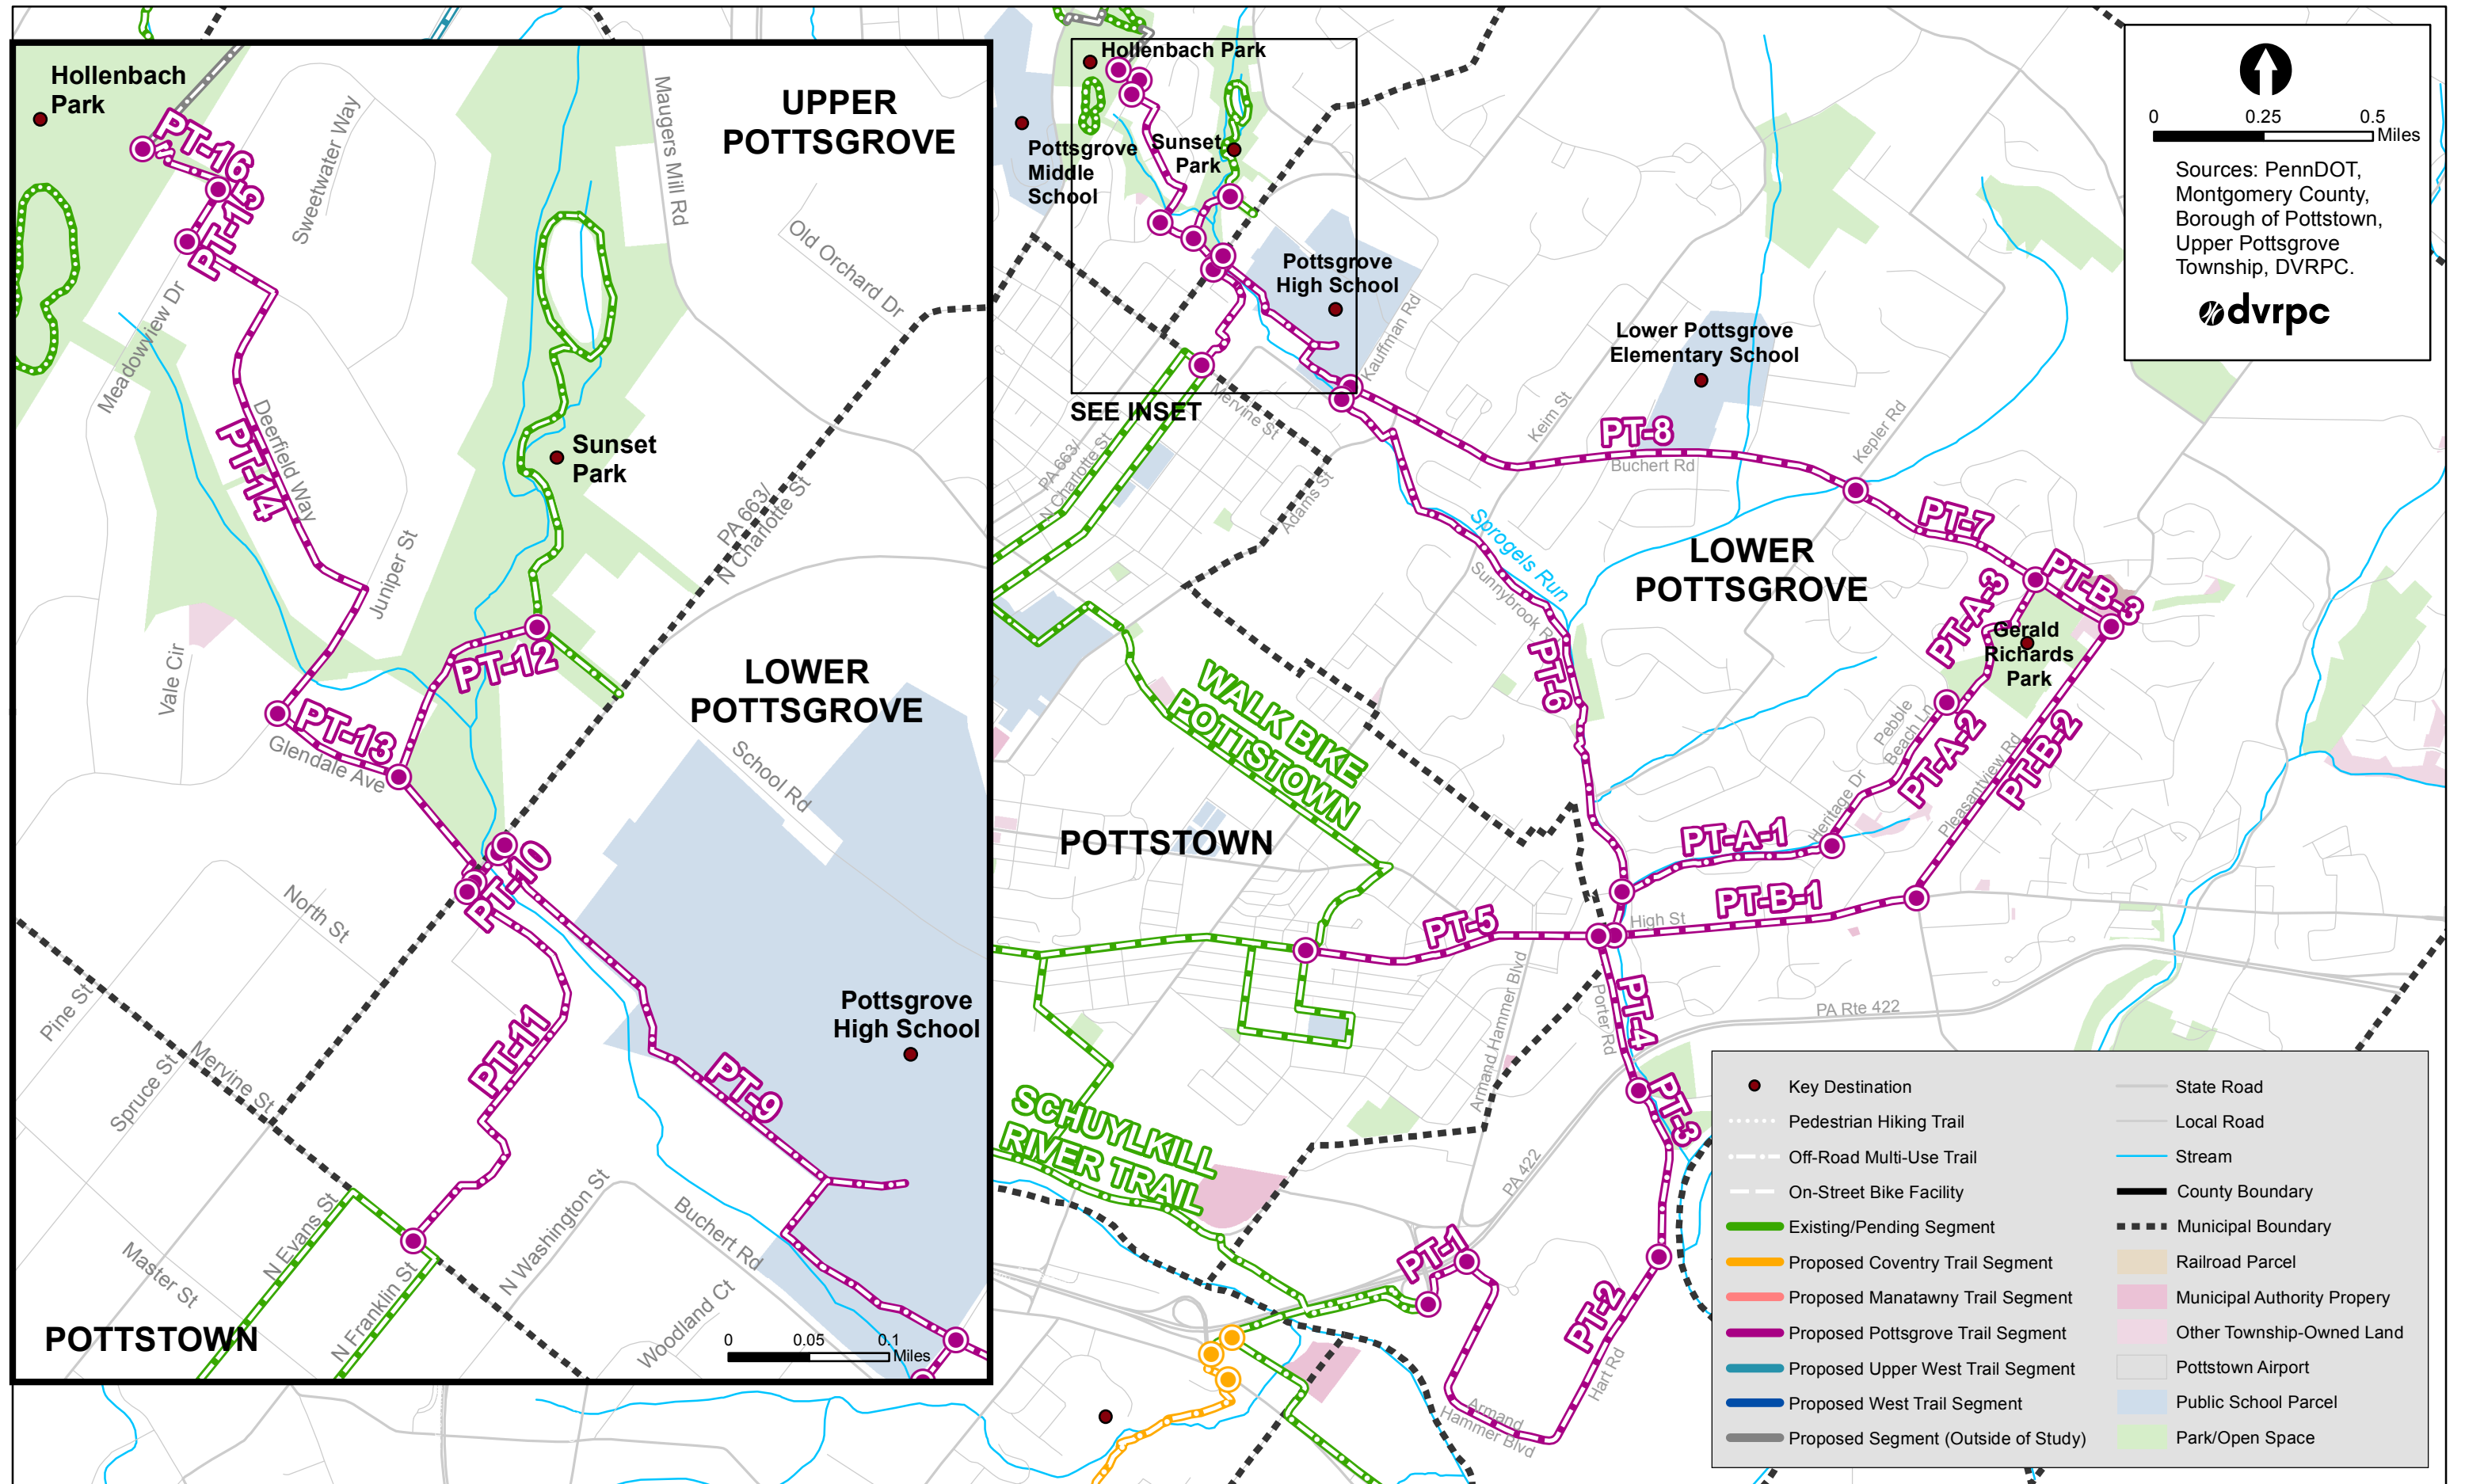 Hollenbach
Park
PT-16
PT-15
Sweetwater Way
Maugers Mill Rd
UPPER
POTTSGROVE
Old Orchard Dr
Meadowview Dr
Deerfield Way
PT-14
Sunset
Park
PA 663/
N Charlotte St
Juniper St
Vale Cir
PT-12
PT-13
Glendale Ave
LOWER
POTTSGROVE
School Rd
PT-10
North St
Pine St
Spruce St
Mervine St
PT-11
Pottsgrove
High School
PT-9
N Evans St
Master St
N Franklin St
N Washington St
Buchert Rd
Woodland Ct
POTTSTOWN
0 0.05 0.1
Miles
Hollenbach Park
Pottsgrove
Middle
School
Sunset
Park
Pottsgrove
High School
Kauffman Rd
SEE INSET
Mervine St
PA 663/
N Charlotte St
Adams St
Keim St
Lower Pottsgrove
Elementary School
PT-8
Buchert Rd
Kepler Rd
PT-7
Sprogels Run
Sunnybrook R
LOWER
POTTSGROVE
PT-6
PT-A-3
PT-B-3
Gerald
Richards
Park
Pebble
Beach Ln
PT-A-2
PT-B-2
Pleasantview Rd
Heritage Dr
PT-A-1
PT-B-1
High St
WALK BIKE
POTTSTOWN
POTTSTOWN
PT-5
Armand Hammer Blvd
Porter Rd
PT-4
PA Rte 422
PT-3
SCHUYLKILL
RIVER TRAIL
PA 422
PT-1
PT-2
Hart Rd
Armand
Hammer Blvd
0 0.25 0.5
Miles
Sources: PennDOT,
Montgomery County,
Borough of Pottstown,
Upper Pottsgrove
Township, DVRPC.
dvrpc
Key Destination
Pedestrian Hiking Trail
Off-Road Multi-Use Trail
On-Street Bike Facility
Existing/Pending Segment
Proposed Coventry Trail Segment
Proposed Manatawny Trail Segment
Proposed Pottsgrove Trail Segment
Proposed Upper West Trail Segment
Proposed West Trail Segment
Proposed Segment (Outside of Study)
State Road
Local Road
Stream
County Boundary
Municipal Boundary
Railroad Parcel
Municipal Authority Propery
Other Township-Owned Land
Pottstown Airport
Public School Parcel
Park/Open Space